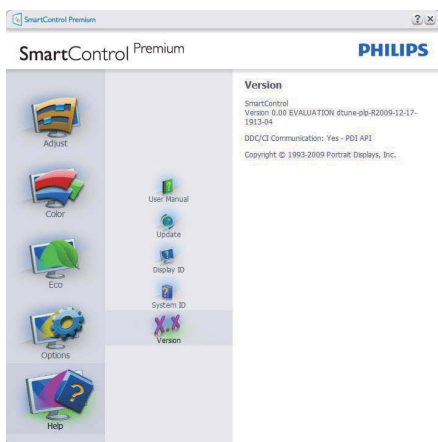 SmartControl Premium
SmartControl Premium
PHILIPS
Adjust
Color
Eco
Options
Help
User Manual
Update
Display ID
System ID
X.X
Version
Version
SmartControl
Version 0.00 EVALUATION dtune-plp-R2009-12-17-
1913-04
DDC/CI Communication: Yes - PDI API
Copyright © 1993-2009 Portrait Displays, Inc.